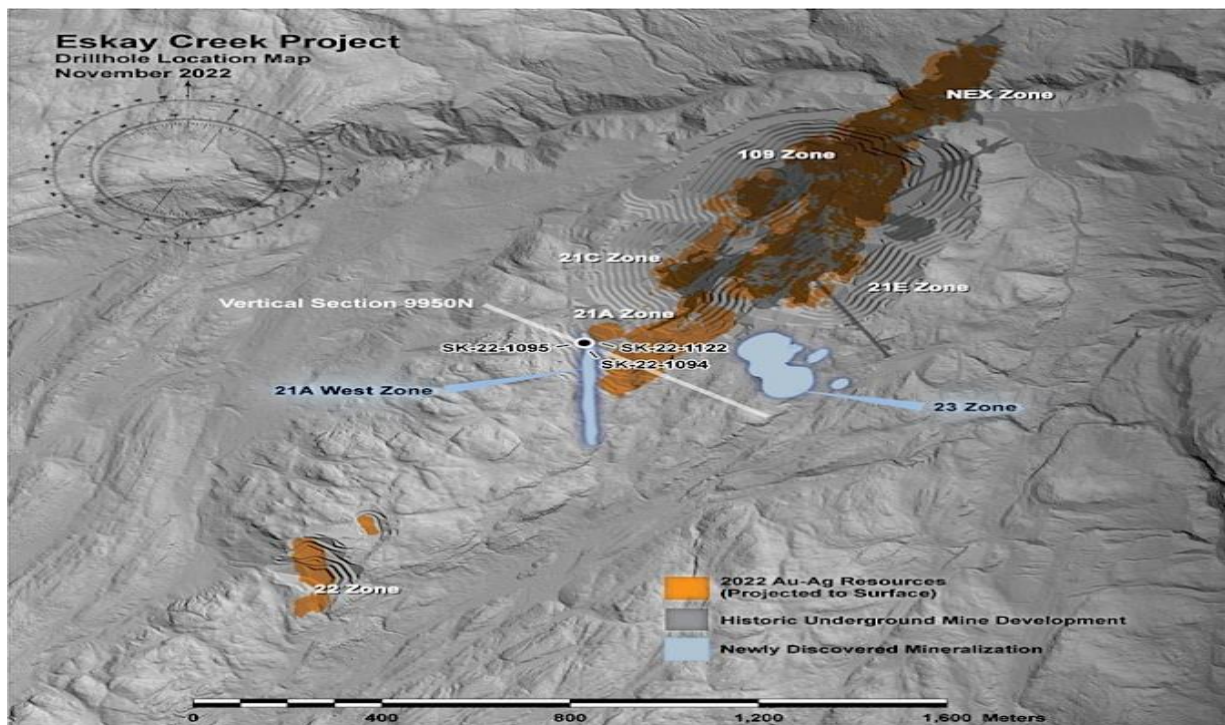 Eskay Creek Project
Drillhole Location Map
November 2022
NEX Zone
109 Zone
21C Zone
21E Zone
Vertical Section 9950N
21A Zone
SK-22-1095
SK-22-1122
SK-22-1094
21A West Zone
23 Zone
22 Zone
2022 Au-Ag Resources
(Projected to Surface)
Historic Underground Mine Development
Newly Discovered Mineralization
0 400 800 1,200 1,600 Meters